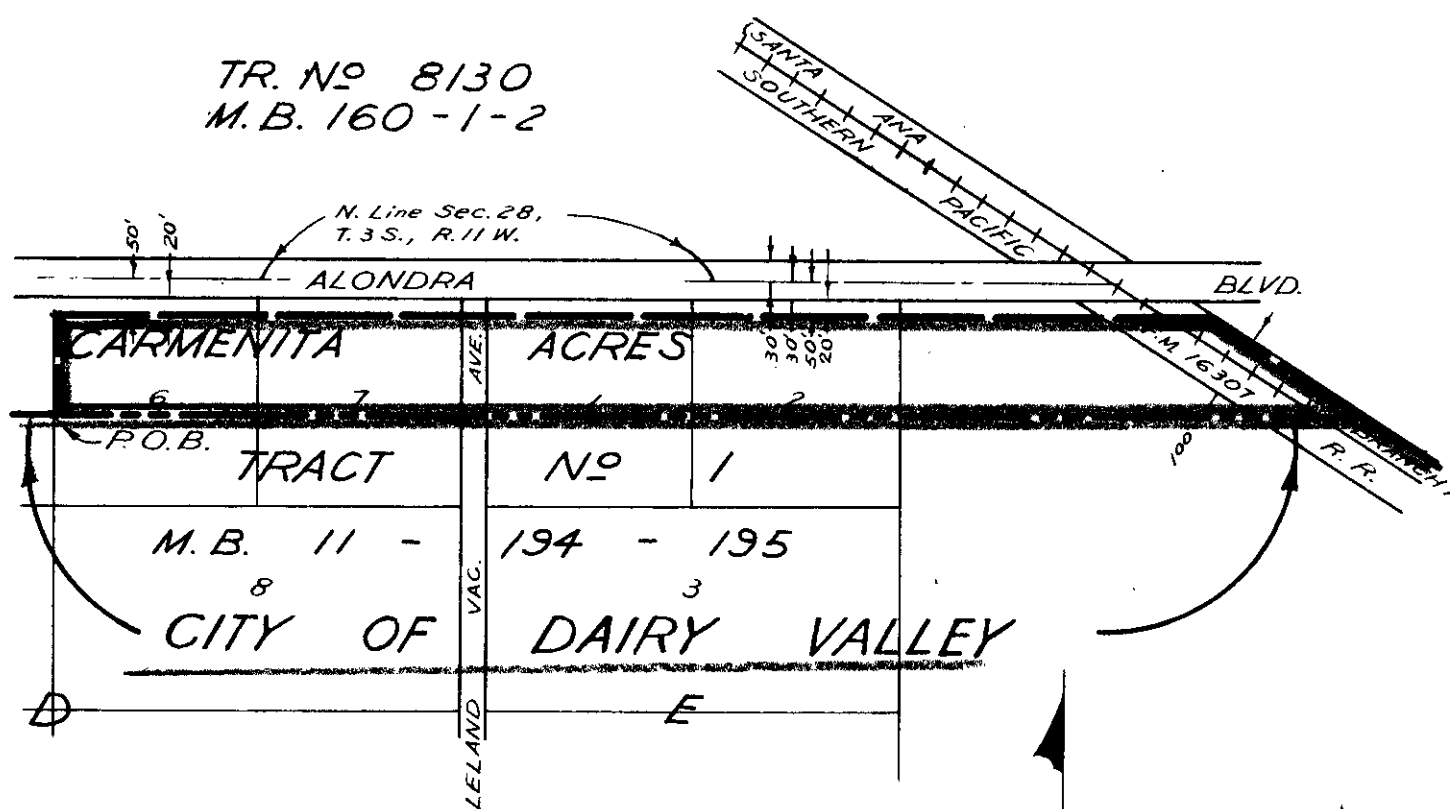 TR. Nº 8130
M.B. 160-1-2
SANTA ANA
SOUTHERN PACIFIC
N. Line Sec. 28,
T. 3 S., R. 11 W.
50'
20'
ALONDRA BLVD.
30'
30'
50'
20'
CARMENITA ACRES
AVE.
.M. 16307
6 7 1 2
P.O.B.
100
BRANCH
R. R.
TRACT Nº 1
M.B. 11 - 194 - 195
8 3
VAC.
CITY OF DAIRY VALLEY
D E
LELAND